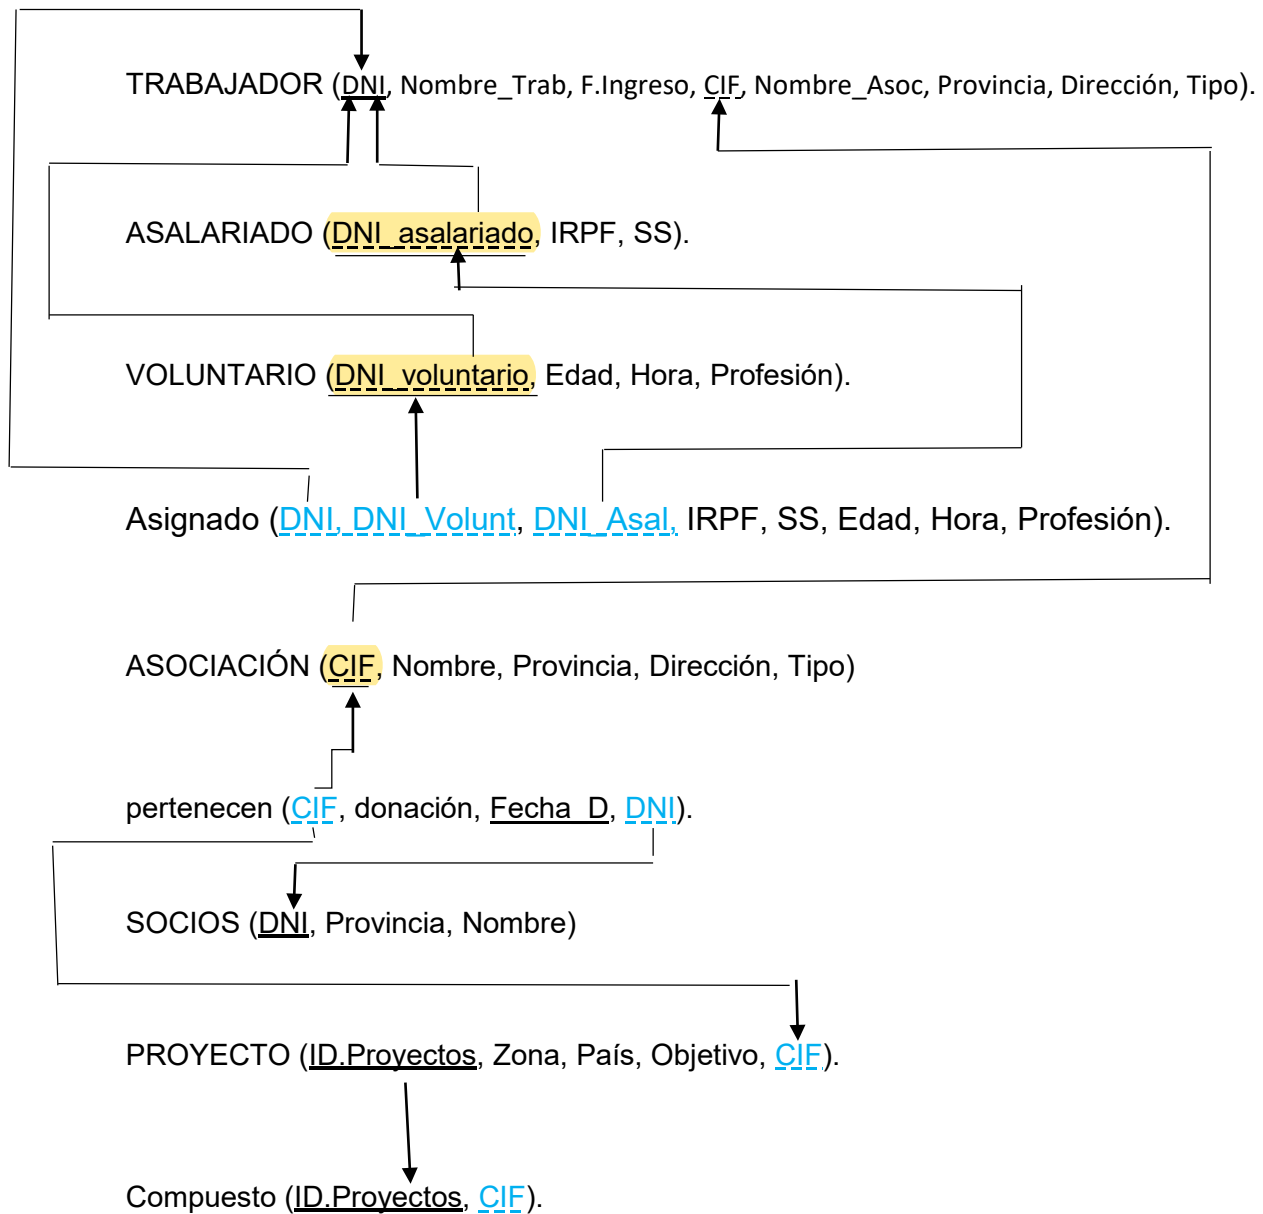 TRABAJADOR (DNI, Nombre_Trab, F.Ingreso, CIF, Nombre_Asoc, Provincia, Dirección, Tipo).
ASALARIADO (DNI_asalariado, IRPF, SS).
VOLUNTARIO (DNI_voluntario, Edad, Hora, Profesión).
Asignado (DNI, DNI_Volunt, DNI_Asal, IRPF, SS, Edad, Hora, Profesión).
ASOCIACIÓN (CIF, Nombre, Provincia, Dirección, Tipo)
pertenecen (CIF, donación, Fecha_D, DNI).
SOCIOS (DNI, Provincia, Nombre)
PROYECTO (ID.Proyectos, Zona, País, Objetivo, CIF).
Compuesto (ID.Proyectos, CIF).